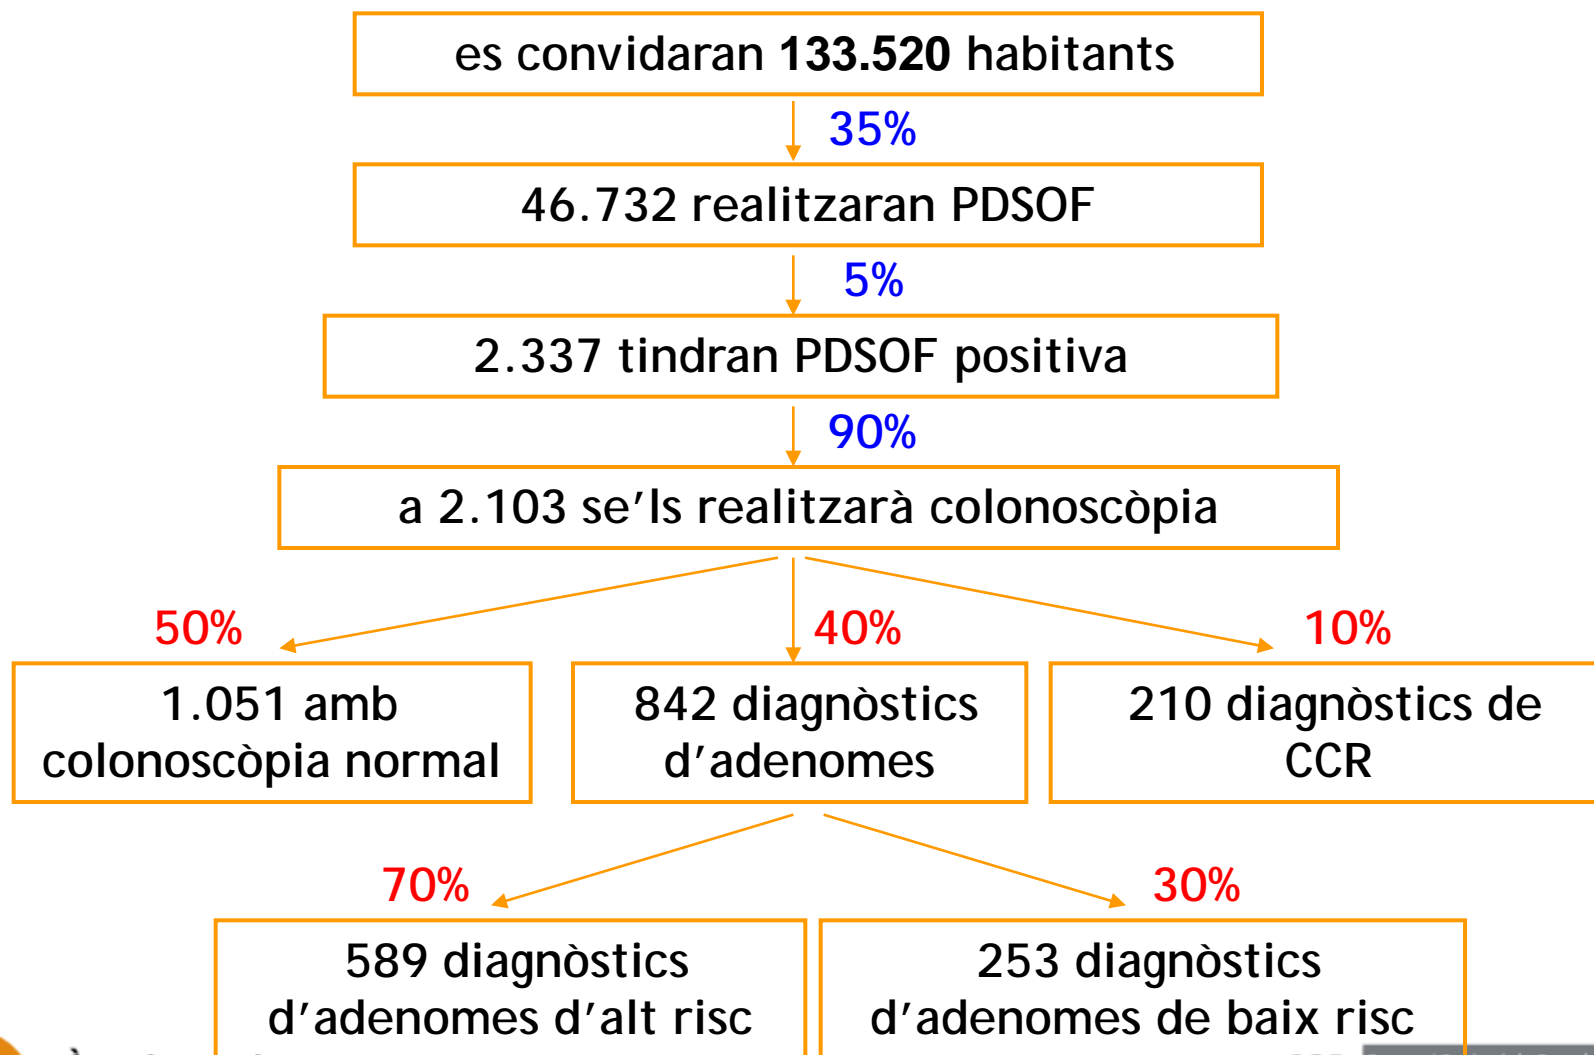 es convidaran 133.520 habitants
35%
46.732 realitzaran PDSOF
5%
2.337 tindran PDSOF positiva
90%
a 2.103 se’ls realitzarà colonoscòpia
50%
40%
10%
1.051 amb
colonoscòpia normal
842 diagnòstics
d’adenomes
210 diagnòstics de
CCR
70%
30%
589 diagnòstics
d’adenomes d’alt risc
253 diagnòstics
d’adenomes de baix risc